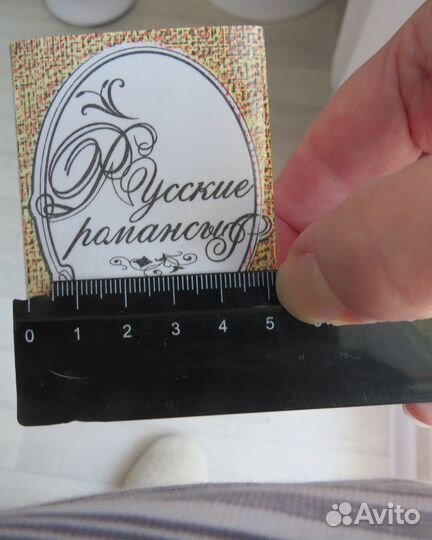 Русские
романсы
0 1 2 3 4 5
Avito